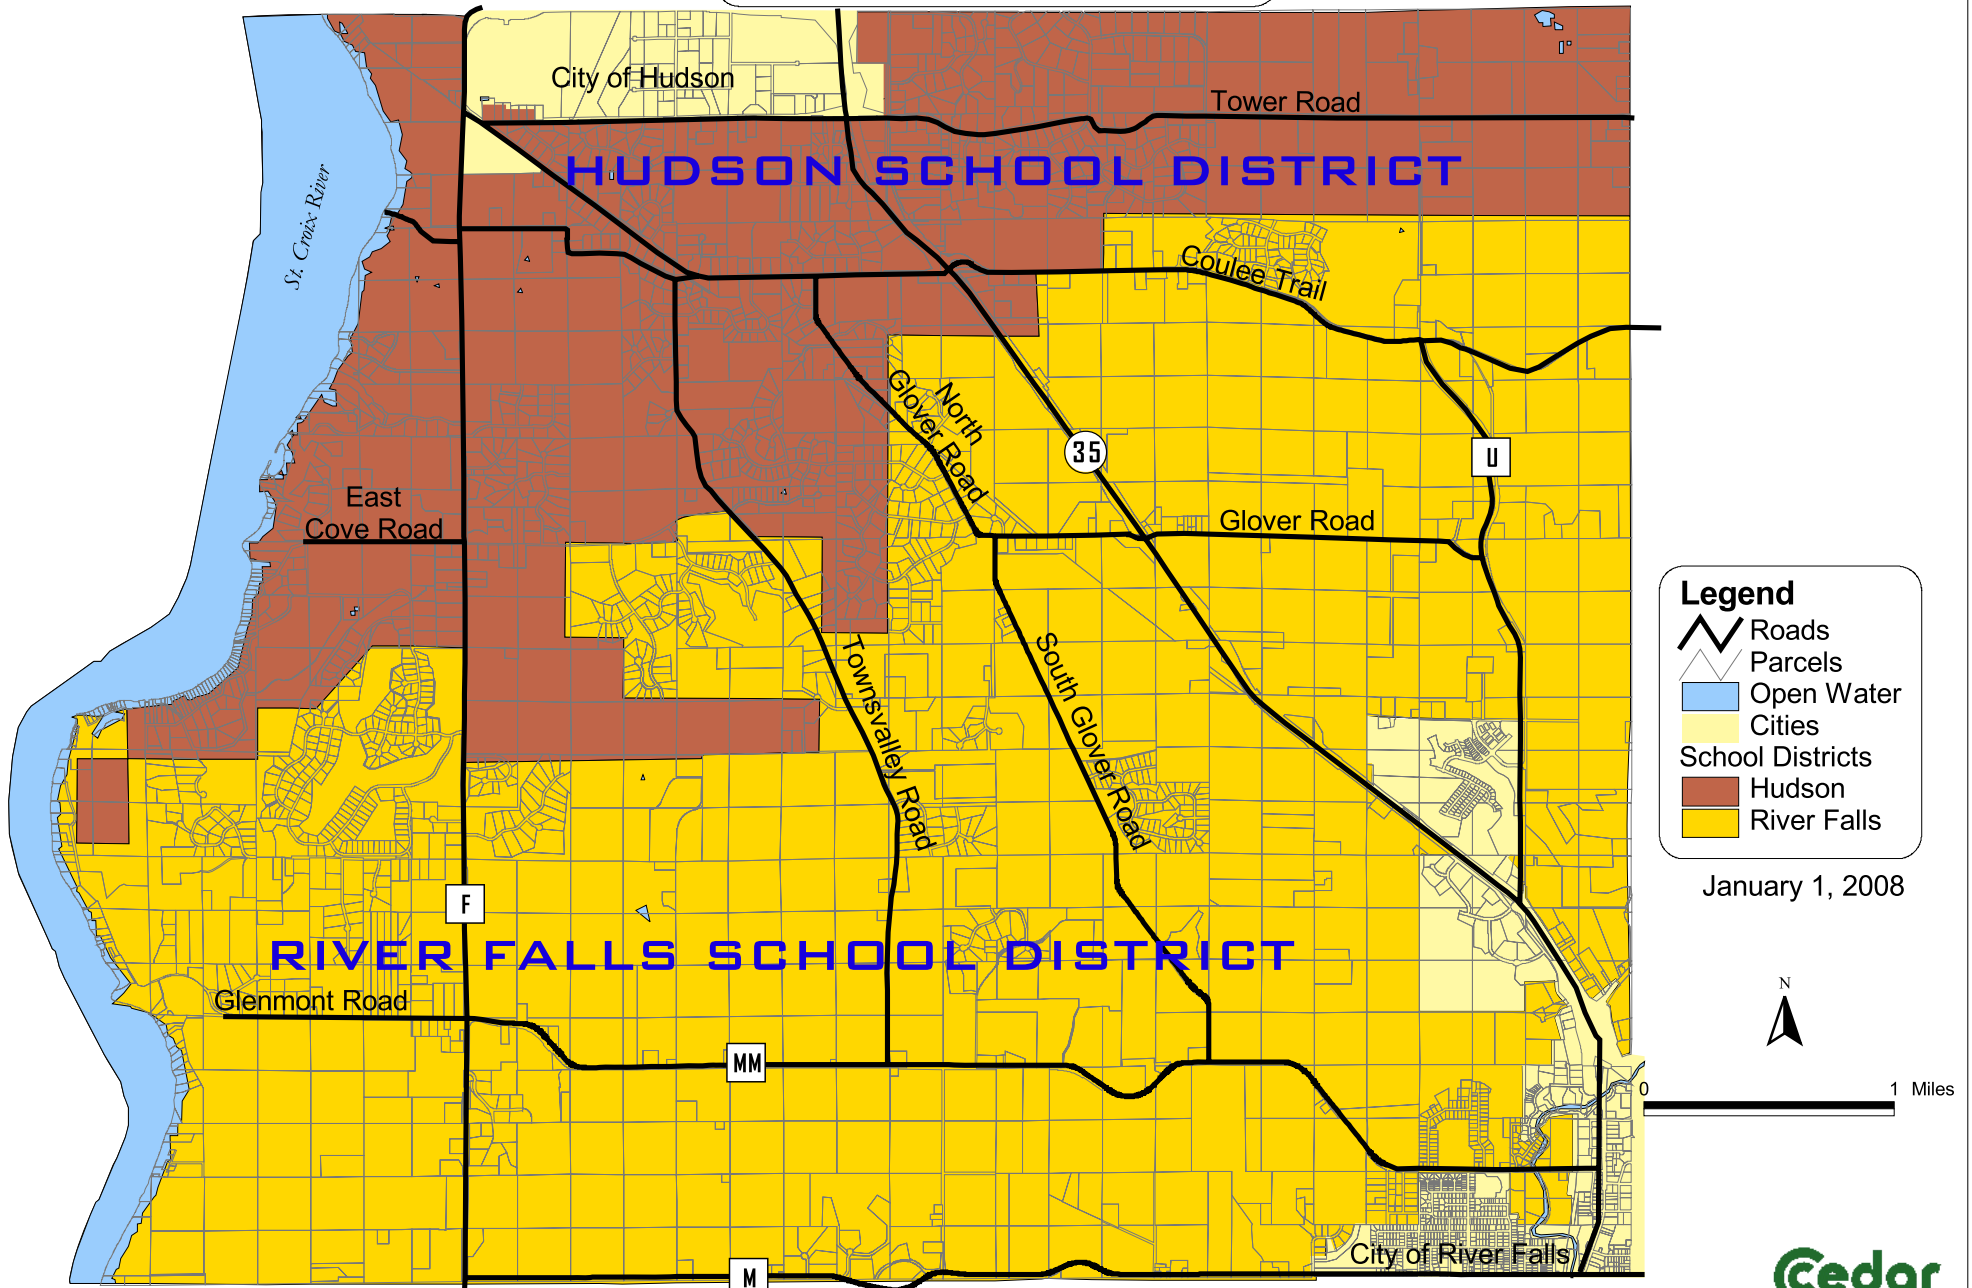 City of Hudson
Tower Road
HUDSON SCHOOL DISTRICT
St. Croix River
Coulee Trail
North
Glover Road
35
U
East
Cove Road
Glover Road
Legend
Roads
Parcels
Open Water
Cities
School Districts
Hudson
River Falls
January 1, 2008
Townsvalley Road
South Glover Road
F
RIVER FALLS SCHOOL DISTRICT
Glenmont Road
N
MM
0 1 Miles
City of River Falls
M
Cedar